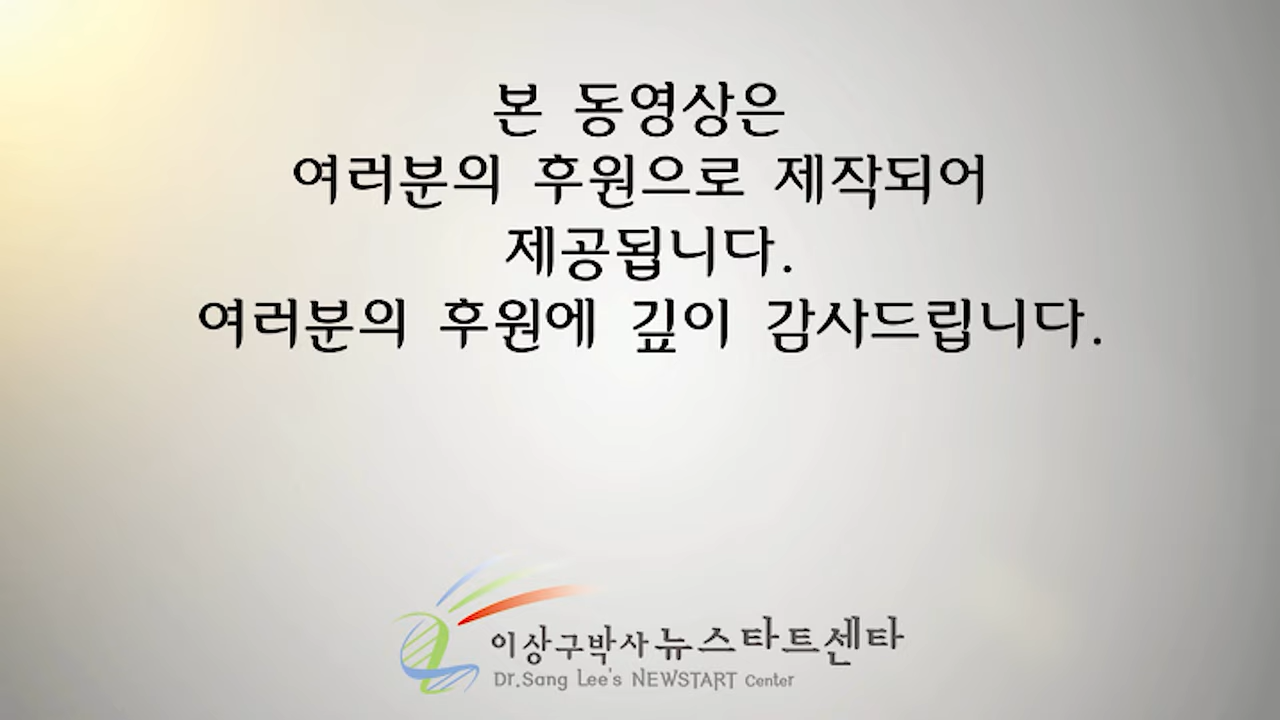 본 동영상은
여러분의 후원으로 제작되어
제공됩니다.
여러분의 후원에 깊이 감사드립니다.
이상구박사뉴스타트센타
Dr.Sang Lee's NEWSTART Center